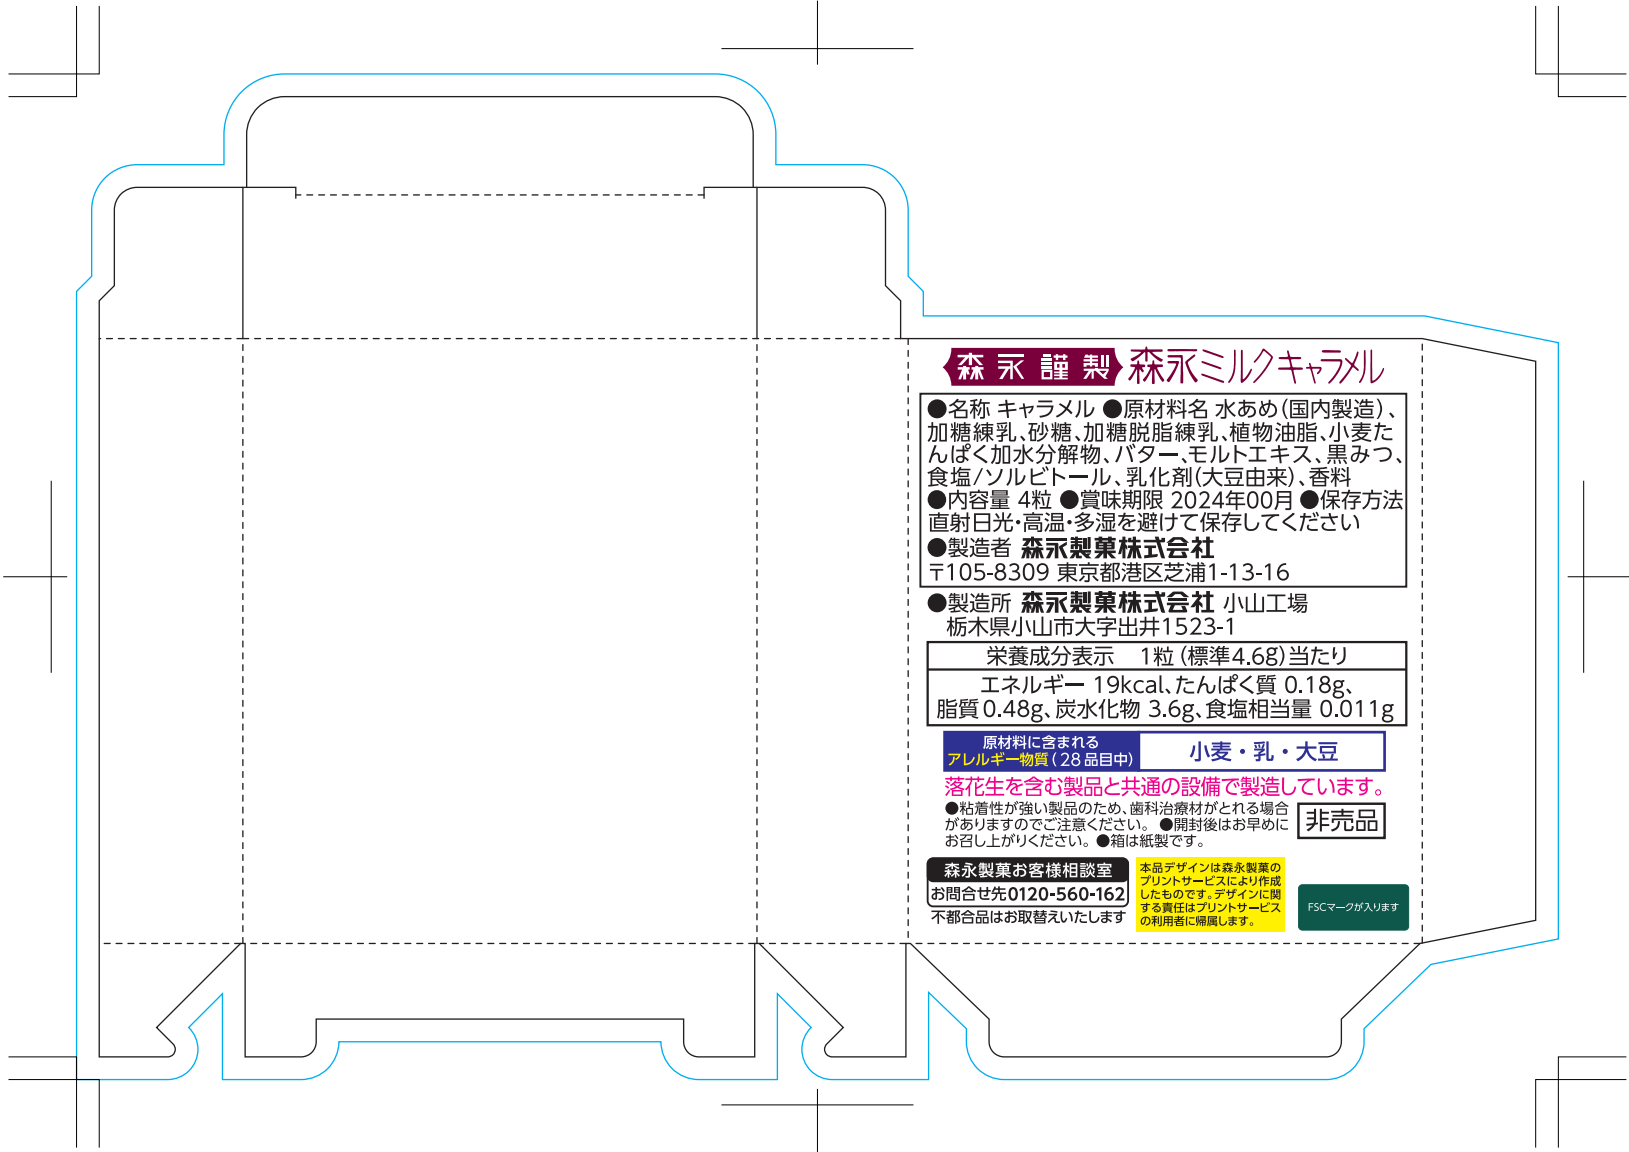 森永謹製 森永ミルクキャラメル
●名称 キャラメル ●原材料名 水あめ(国内製造)、
加糖練乳、砂糖、加糖脱脂練乳、植物油脂、小麦た
んぱく加水分解物、バター、モルトエキス、黒みつ、
食塩/ソルビトール、乳化剤(大豆由来)、香料
●内容量 4粒 ●賞味期限 2024年00月 ●保存方法
直射日光・高温・多湿を避けて保存してください
●製造者 森永製菓株式会社
〒105-8309 東京都港区芝浦1-13-16
●製造所 森永製菓株式会社 小山工場
栃木県小山市大字出井1523-1
栄養成分表示 1粒(標準4.6g)当たり
エネルギー 19kcal、たんぱく質 0.18g、
脂質0.48g、炭水化物 3.6g、食塩相当量 0.011g
原材料に含まれる
アレルギー物質(28品目中)
小麦・乳・大豆
落花生を含む製品と共通の設備で製造しています。
●粘着性が強い製品のため、歯科治療材がとれる場合
がありますのでご注意ください。 ●開封後はお早めに
お召し上がりください。 ●箱は紙製です。
非売品
森永製菓お客様相談室
お問合せ先0120-560-162
不都合品はお取替えいたします
本品デザインは森永製菓の
プリントサービスにより作成
したものです。デザインに関
する責任はプリントサービス
の利用者に帰属します。
FSCマークが入ります